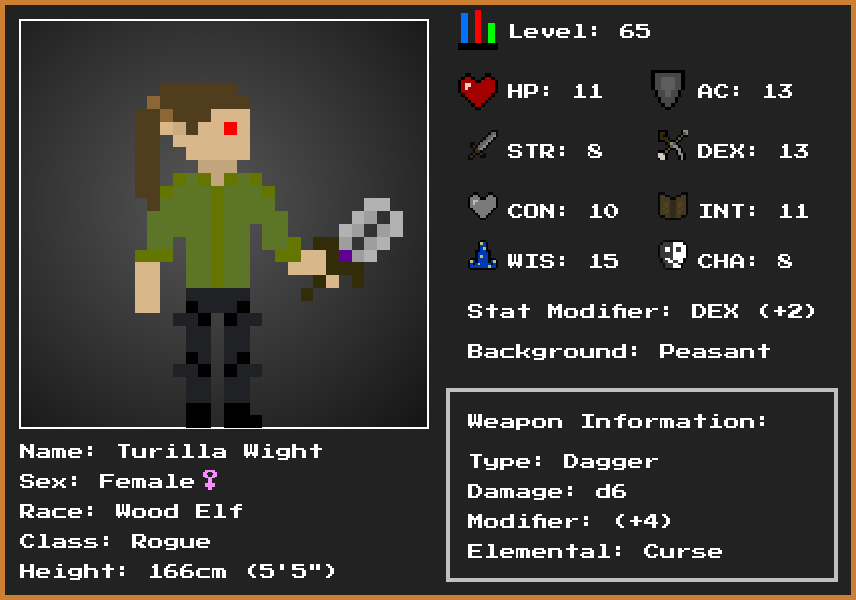 Level: 65
HP: 11
AC: 13
STR: 8
DEX: 13
CON: 10
INT: 11
WIS: 15
CHA: 8
Stat Modifier: DEX (+2)
Background: Peasant
Weapon Information:
Type: Dagger
Damage: d6
Modifier: (+4)
Elemental: Curse
Name: Turilla Wight
Sex: Female♀
Race: Wood Elf
Class: Rogue
Height: 166cm (5'5")